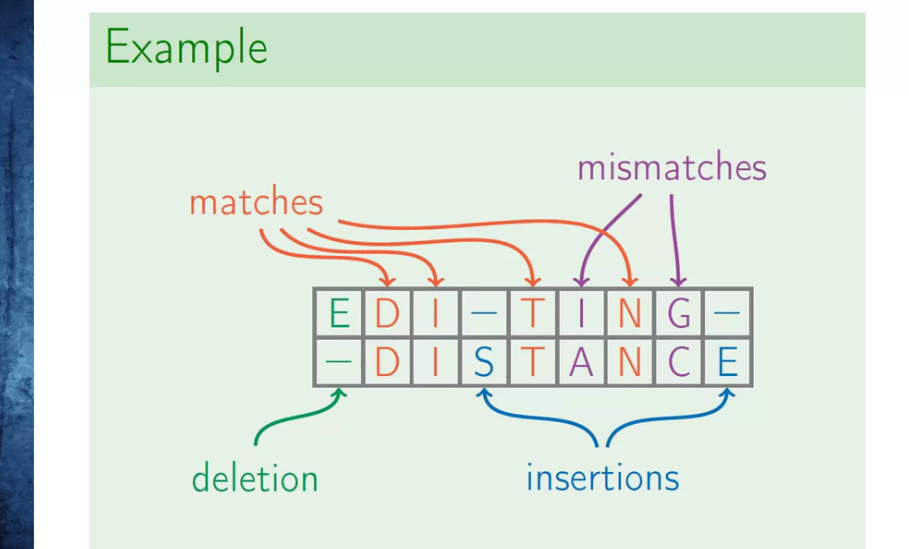 Example
mismatches
matches
E D I – T I N G –
– D I S T A N C E
deletion
insertions